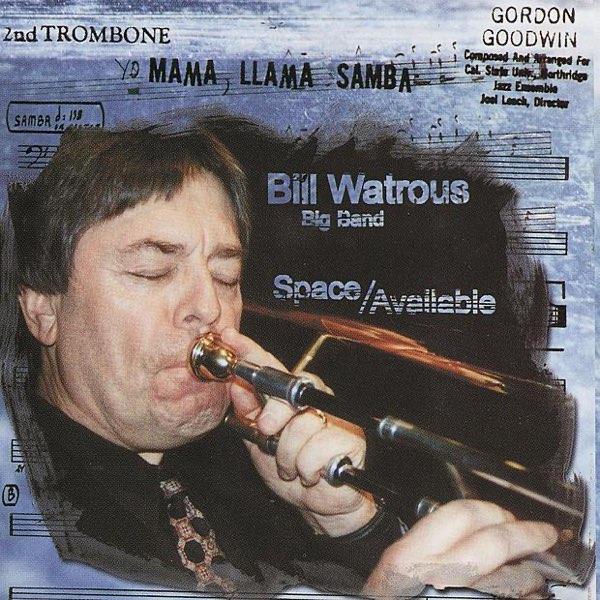 2nd TROMBONE
YO MAMA, LLAMA SAMBA
GORDON
GOODWIN
Composed And Arranged For
Cal. State Univ., Northridge
Jazz Ensemble
Joel Leach, Director
SAMBA
Bill Watrous
Big Band
Space/Available
B